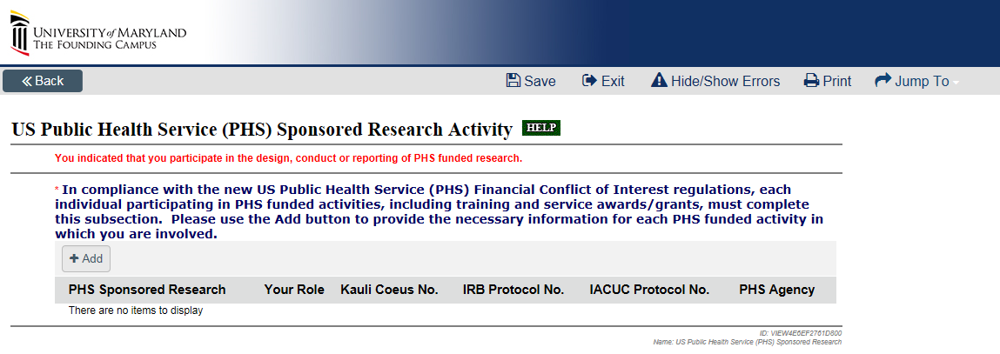 UNIVERSITY of MARYLAND
THE FOUNDING CAMPUS
Back
Save
Exit
Hide/Show Errors
Print
Jump To
US Public Health Service (PHS) Sponsored Research Activity
HELP
You indicated that you participate in the design, conduct or reporting of PHS funded research.
* In compliance with the new US Public Health Service (PHS) Financial Conflict of Interest regulations, each
individual participating in PHS funded activities, including training and service awards/grants, must complete
this subsection. Please use the Add button to provide the necessary information for each PHS funded activity in
which you are involved.
+ Add
PHS Sponsored Research Your Role Kauli Coeus No. IRB Protocol No. IACUC Protocol No. PHS Agency
There are no items to display
ID: VIEW4E6EF2761D800
Name: US Public Health Service (PHS) Sponsored Research